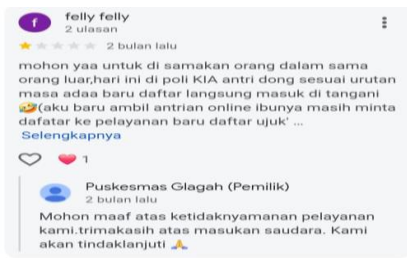 f felly felly
2 ulasan
2 bulan lalu
mohon yaa untuk di samakan orang dalam sama
orang luar,hari ini di poli KIA antri dong sesuai urutan
masa adaa baru daftar langsung masuk di tangani
🤣(aku baru ambil antrian online ibunya masih minta
dafatar ke pelayanan baru daftar ujuk' ...
Selengkapnya
1
Puskesmas Glagah (Pemilik)
2 bulan lalu
Mohon maaf atas ketidaknyamanan pelayanan
kami.trimakasih atas masukan saudara. Kami
akan tindaklanjuti 🙏